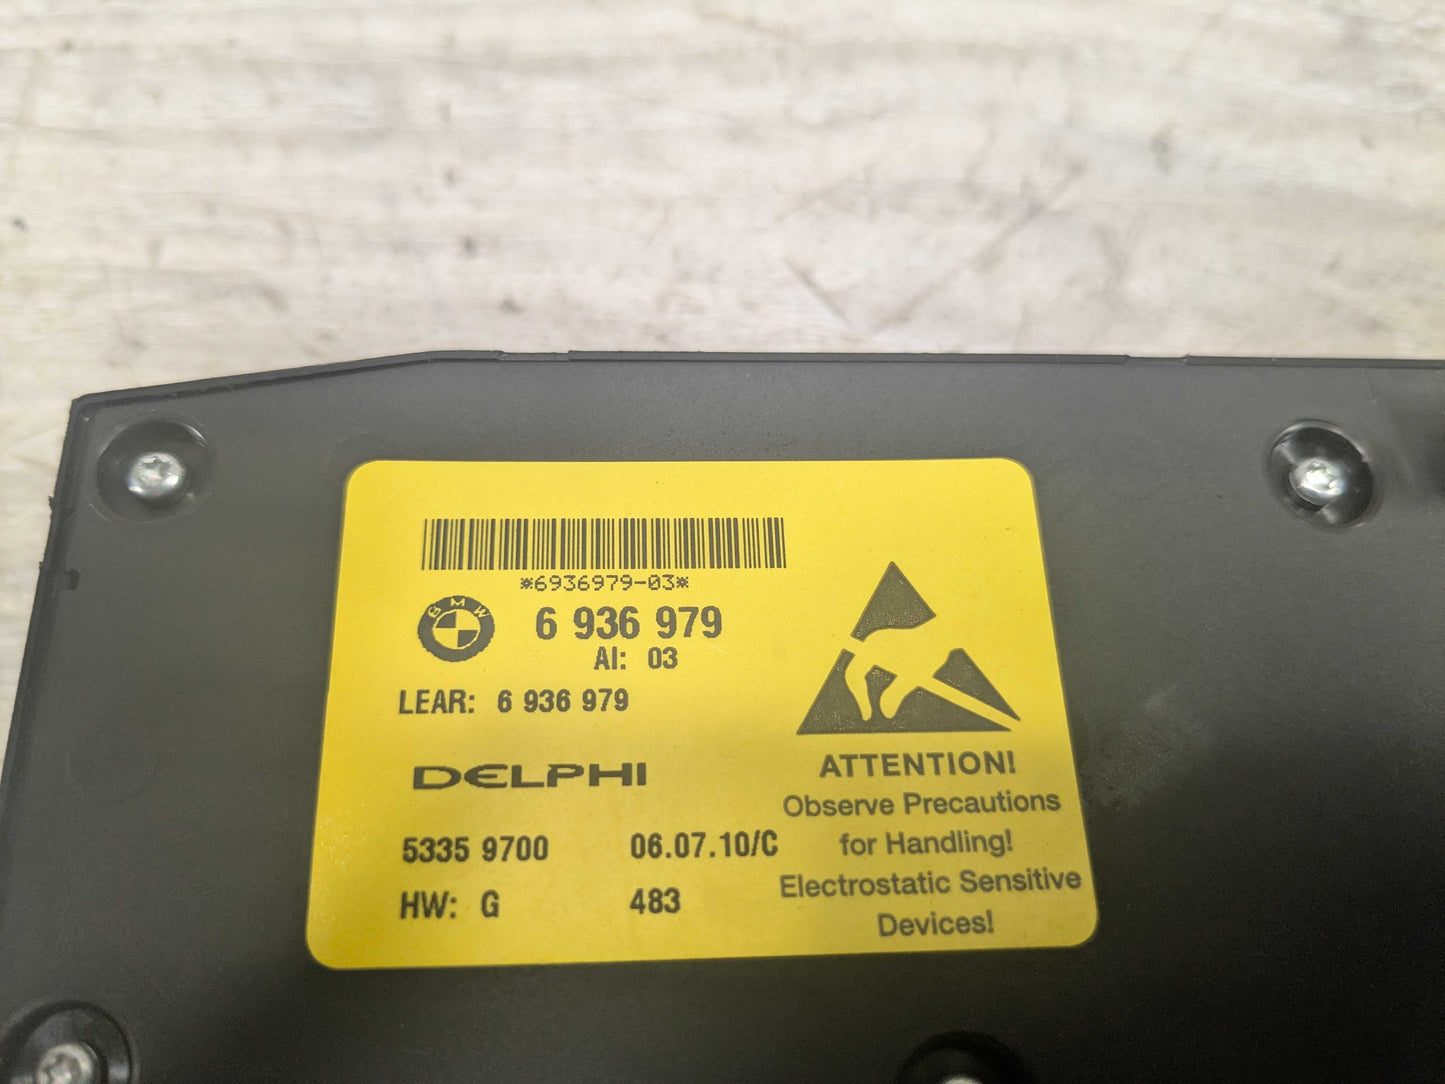 *6936979-03*
BMW
6 936 979
AI: 03
LEAR: 6 936 979
DELPHI
5335 9700 06.07.10/C
HW: G 483
ATTENTION!
Observe Precautions
for Handling!
Electrostatic Sensitive
Devices!